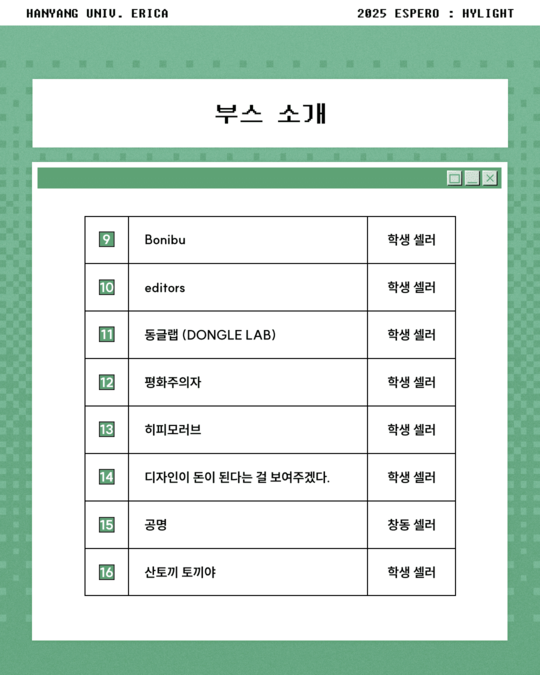 HANYANG UNIV. ERICA 2025 ESPERO : HYLIGHT
부스 소개
9 Bonibu 학생 셀러
10 editors 학생 셀러
11 동글랩 (DONGLE LAB) 학생 셀러
12 평화주의자 학생 셀러
13 히피모러브 학생 셀러
14 디자인이 돈이 된다는 걸 보여주겠다. 학생 셀러
15 공명 창동 셀러
16 산토끼 토끼야 학생 셀러